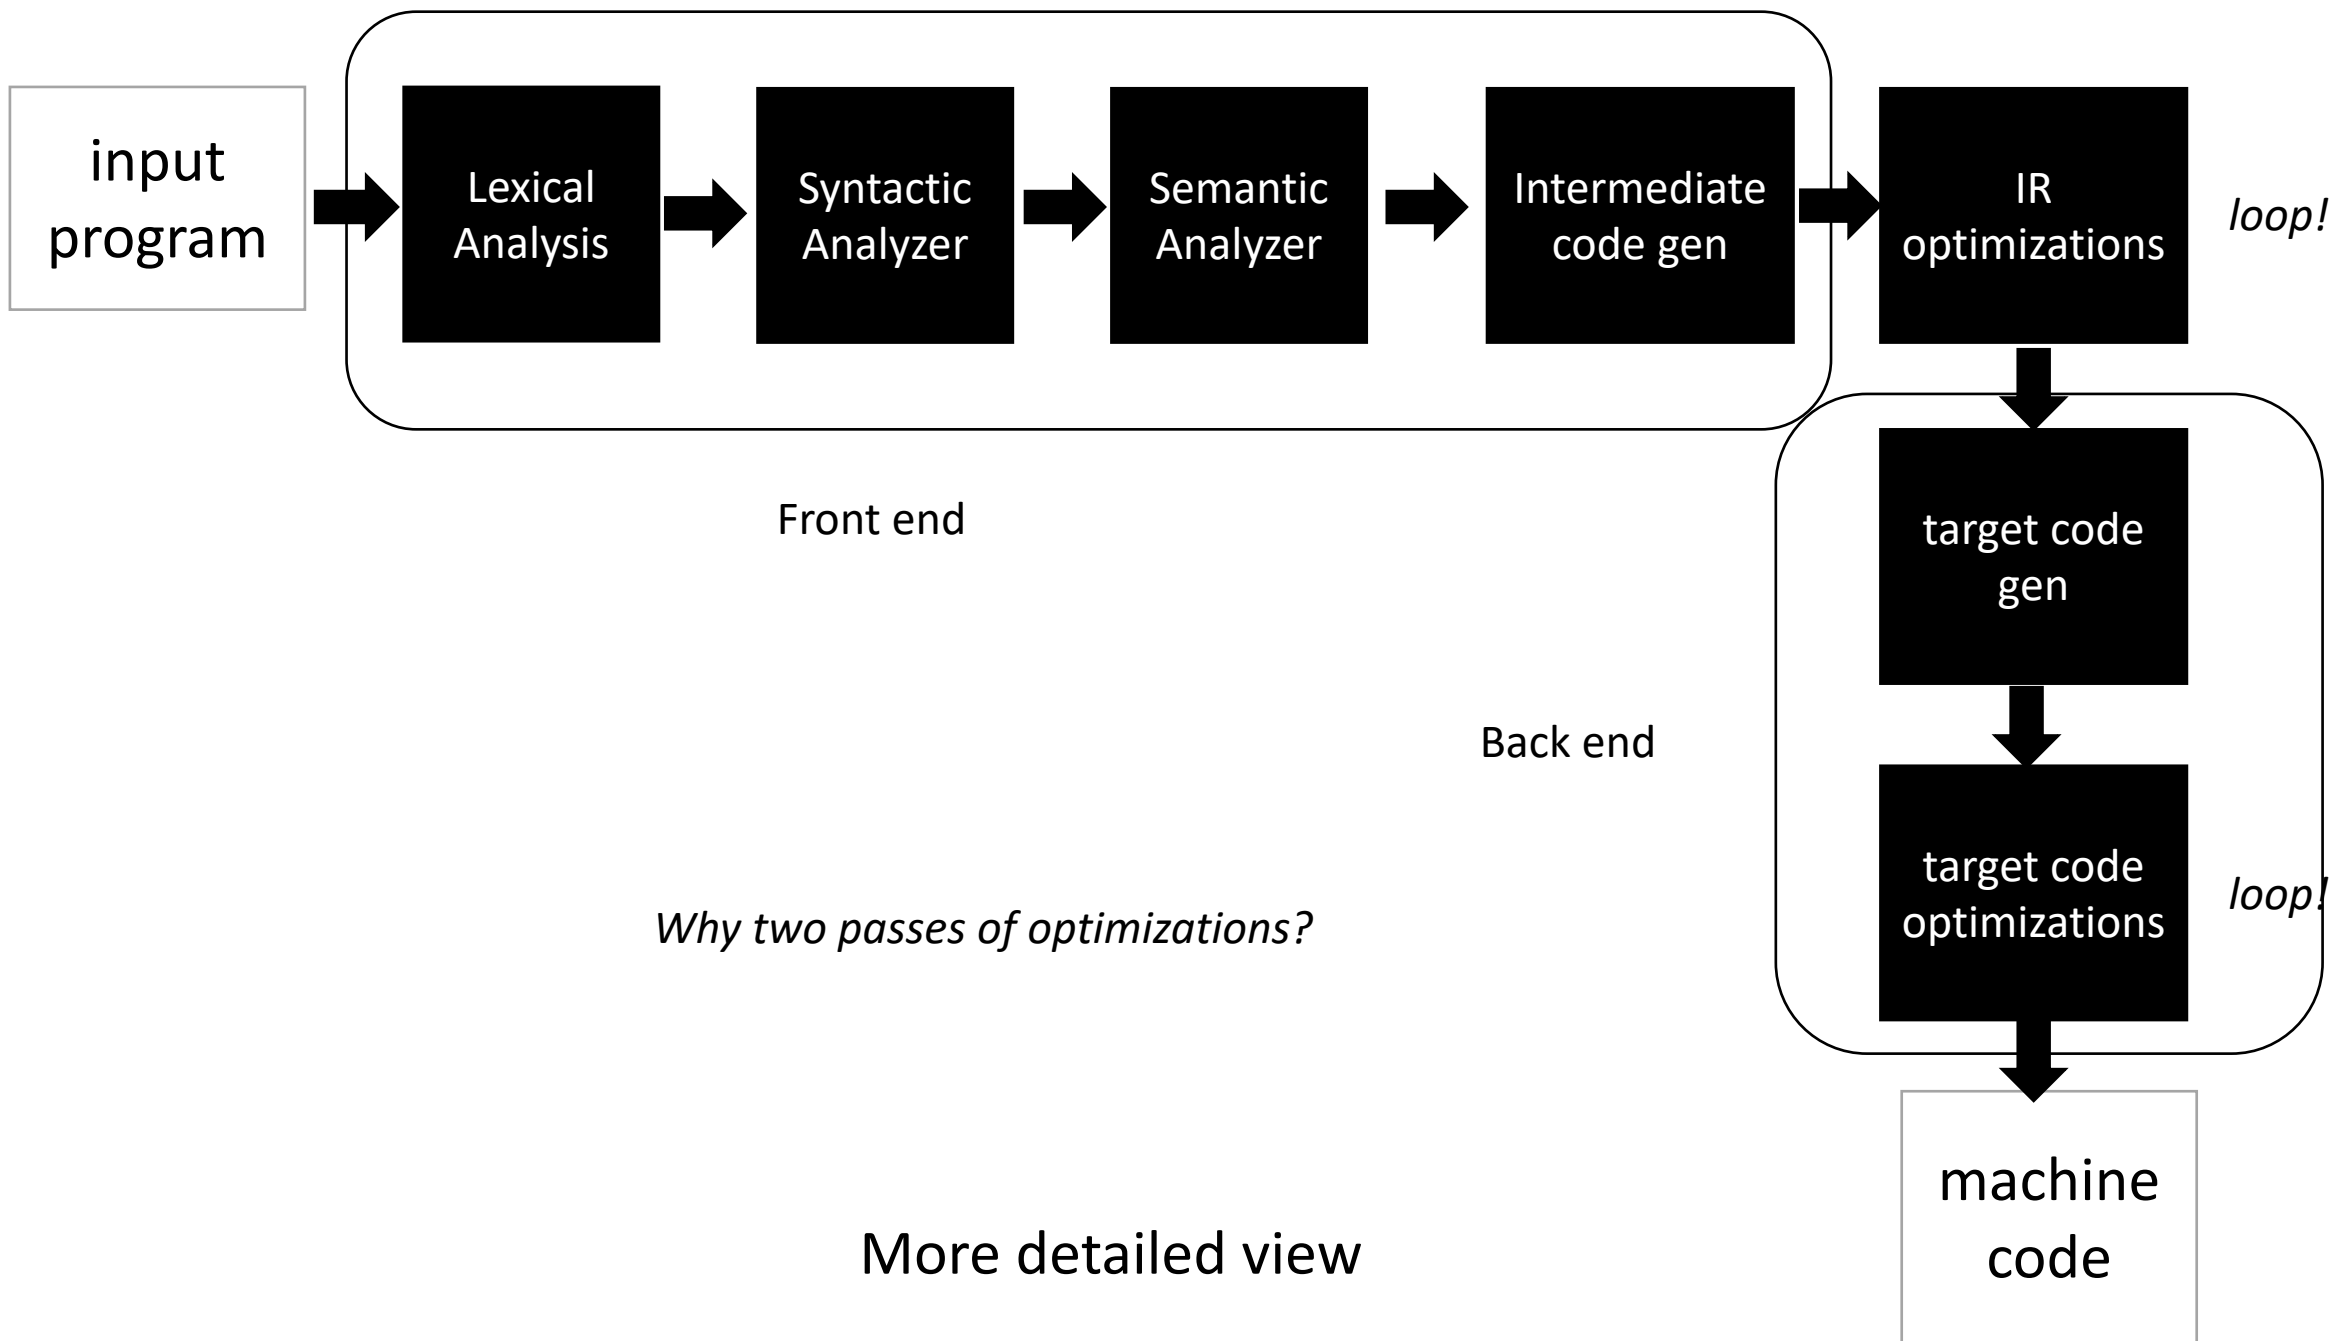 input
program
Lexical
Analysis
Syntactic
Analyzer
Semantic
Analyzer
Intermediate
code gen
IR
optimizations
loop!
Front end
target code
gen
Back end
target code
optimizations
loop!
Why two passes of optimizations?
machine
code
More detailed view